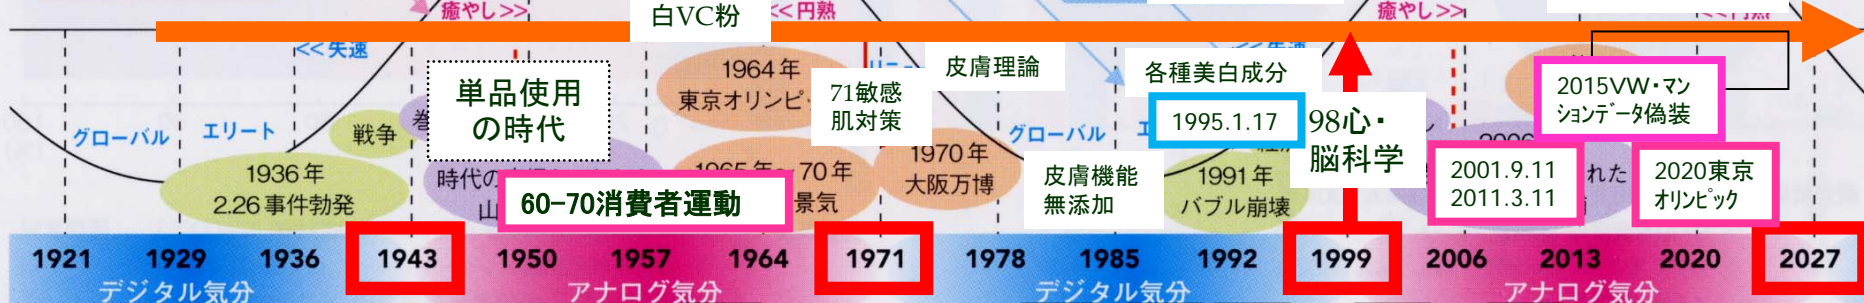 癒やし>>
白VC粉
<<円熟
癒やし>>
<<円熟
<<失速
<<失速
単品使用
の時代
1964年
東京オリンピ
71敏感
肌対策
皮膚理論
各種美白成分
1995.1.17
98心・
脳科学
2015VW・マン
ションデータ偽装
グローバル
エリート
戦争
グローバル
1936年
2.26事件勃発
時代の
60-70消費者運動
70年
景気
1970年
大阪万博
皮膚機能
無添加
1991年
バブル崩壊
2001.9.11
2011.3.11
れた
2020東京
オリンピック
1921 1929 1936 1943 1950 1957 1964 1971 1978 1985 1992 1999 2006 2013 2020 2027
デジタル気分 アナログ気分 デジタル気分 アナログ気分